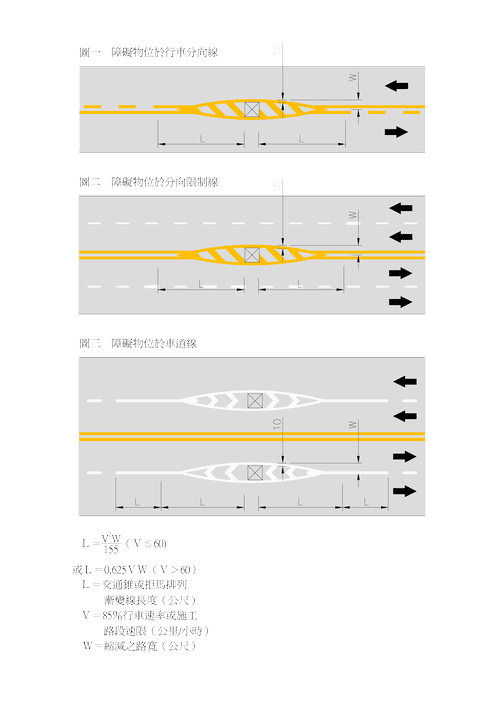 圖一 障礙物位於行車分向線
10
W
L L
圖二 障礙物位於分向限制線
W
L L
圖三 障礙物位於車道線
10
W
L L L L
L=V²W/155(V≦60)
或L=0.625VW(V>60)
L=交通錐或拒馬排列
漸變線長度(公尺)
V=85%行車速率或施工
路段速限(公里/小時)
W=縮減之路寬(公尺)